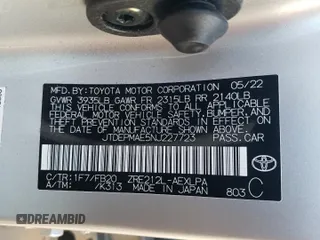 MFD.BY:TOYOTA MOTOR CORPORATION 05/22
GVWR 3935LB GAWR FR 2315LB RR 2140LB
THIS VEHICLE CONFORMS TO ALL APPLICABLE
FEDERAL MOTOR VEHICLE SAFETY, BUMPER, AND
THEFT PREVENTION STANDARDS IN EFFECT ON
THE DATE OF MANUFACTURE SHOWN ABOVE.
JTDEPMAE5NJ227723 PASS.CAR
C/TR:1F7/FB20 ZRE212L-AEXLPA
A/TM: /K313 MADE IN JAPAN 803 C
TOYOTA